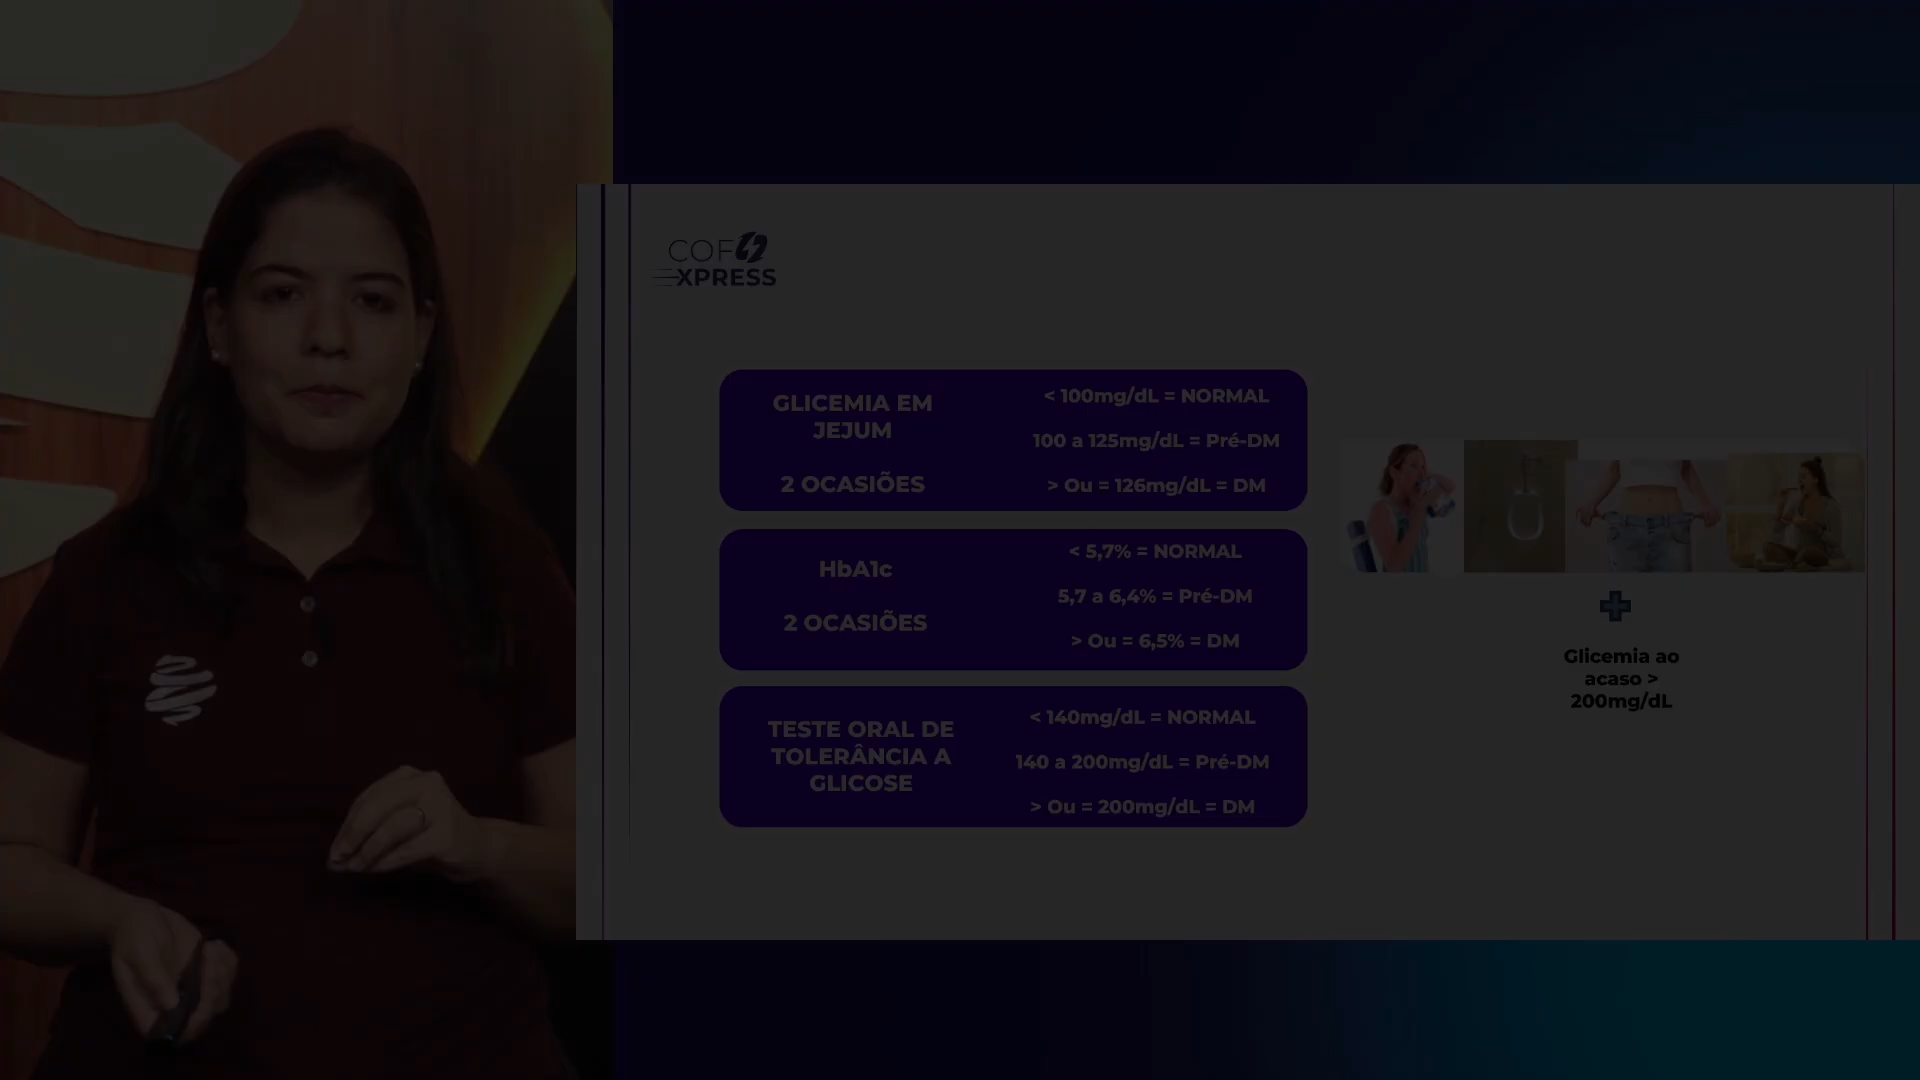 COF
XPRESS
GLICEMIA EM
JEJUM
2 OCASIÕES
< 100mg/dL = NORMAL
100 a 125mg/dL = Pré-DM
> Ou = 126mg/dL = DM
HbA1c
2 OCASIÕES
< 5,7% = NORMAL
5,7 a 6,4% = Pré-DM
> Ou = 6,5% = DM
TESTE ORAL DE
TOLERÂNCIA A
GLICOSE
< 140mg/dL = NORMAL
140 a 200mg/dL = Pré-DM
> Ou = 200mg/dL = DM
Glicemia ao
acaso >
200mg/dL